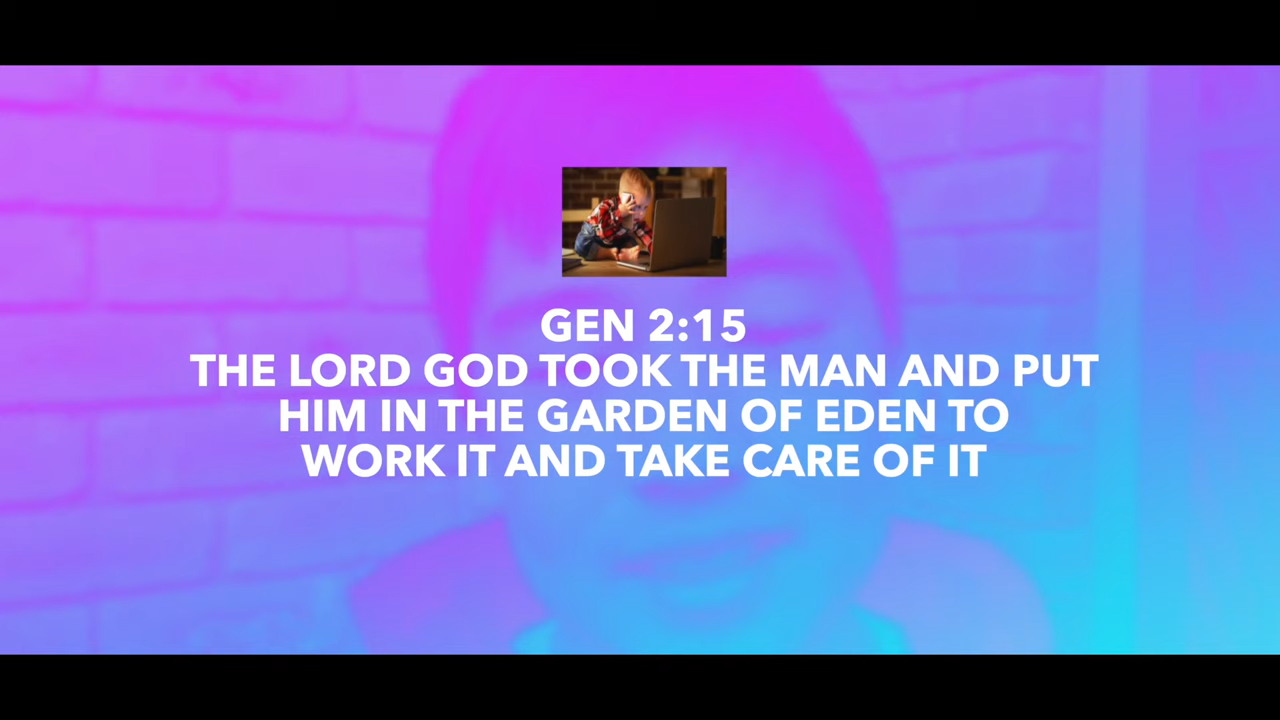 GEN 2:15
THE LORD GOD TOOK THE MAN AND PUT
HIM IN THE GARDEN OF EDEN TO
WORK IT AND TAKE CARE OF IT